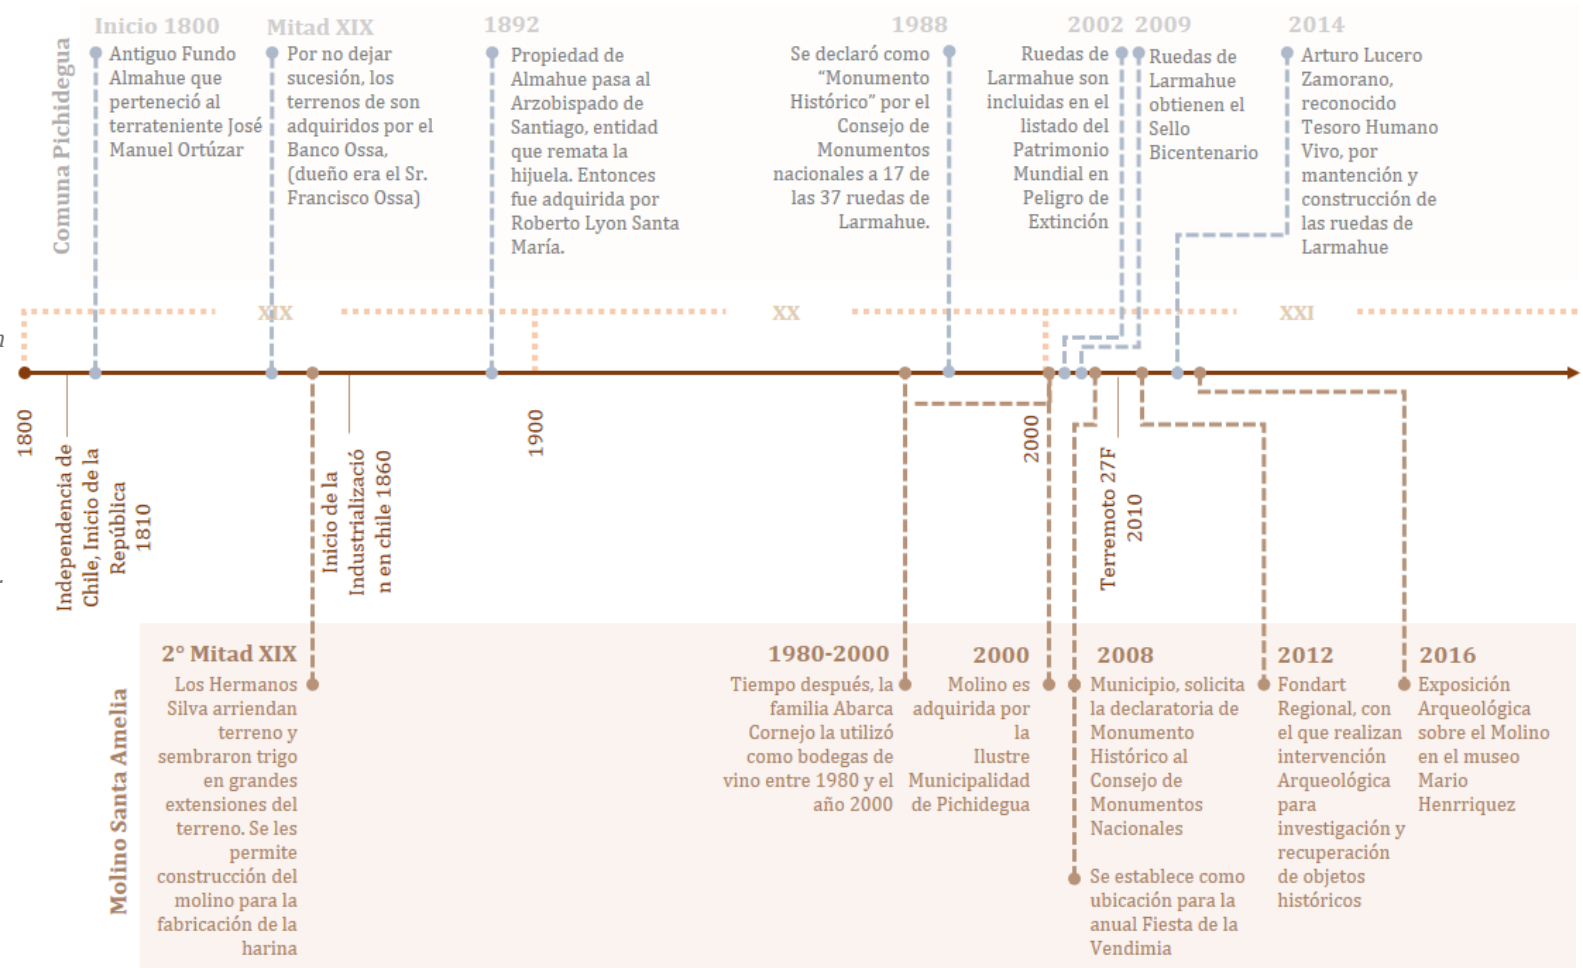 Comuna Pichidegua
Inicio 1800
Antiguo Fundo
Almahue que
perteneció al
terrateniente José
Manuel Ortúzar
Mitad XIX
Por no dejar
sucesión, los
terrenos de son
adquiridos por el
Banco Ossa,
(dueño era el Sr.
Francisco Ossa)
1892
Propiedad de
Almahue pasa al
Arzobispado de
Santiago, entidad
que remata la
hijuela. Entonces
fue adquirida por
Roberto Lyon Santa
María.
1988
Se declaró como
“Monumento
Histórico” por el
Consejo de
Monumentos
nacionales a 17 de
las 37 ruedas de
Larmahue.
2002
Ruedas de
Larmahue son
incluidas en el
listado del
Patrimonio
Mundial en
Peligro de
Extinción
2009
Ruedas de
Larmahue
obtienen el
Sello
Bicentenario
2014
Arturo Lucero
Zamorano,
reconocido
Tesoro Humano
Vivo, por
mantención y
construcción de
las ruedas de
Larmahue
XIX
XX
XXI
1800
Independencia de
Chile, Inicio de la
República
1810
Inicio de la
Industrializació
n en chile 1860
1900
2000
Terremoto 27F
2010
Molino Santa Amelia
2° Mitad XIX
Los Hermanos
Silva arriendan
terreno y
sembraron trigo
en grandes
extensiones del
terreno. Se les
permite
construcción del
molino para la
fabricación de la
harina
1980-2000
Tiempo después, la
familia Abarca
Cornejo la utilizó
como bodegas de
vino entre 1980 y el
año 2000
2000
Molino es
adquirida por
la
Ilustre
Municipalidad
de Pichidegua
2008
Municipio, solicita
la declaratoria de
Monumento
Histórico al
Consejo de
Monumentos
Nacionales
Se establece como
ubicación para la
anual Fiesta de la
Vendimia
2012
Fondart
Regional, con
el que realizan
intervención
Arqueológica
para
investigación y
recuperación
de objetos
históricos
2016
Exposición
Arqueológica
sobre el Molino
en el museo
Mario
Henrriquez